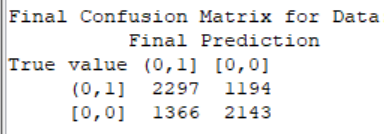 Final Confusion Matrix for Data
Final Prediction
True value (0,1] [0,0]
(0,1] 2297 1194
[0,0] 1366 2143